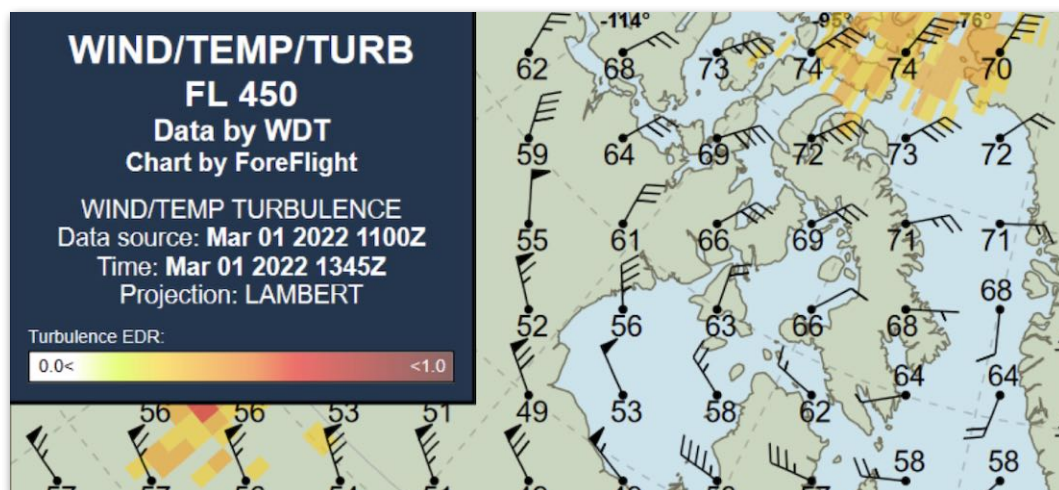 -114° -95° -76°
WIND/TEMP/TURB
FL 450
Data by WDT
Chart by ForeFlight
WIND/TEMP TURBULENCE
Data source: Mar 01 2022 1100Z
Time: Mar 01 2022 1345Z
Projection: LAMBERT
Turbulence EDR:
0.0< <1.0
62 68 73 74 74 70
59 64 69 72 73 72
55 61 66 69 71 71
52 56 63 66 68 68
49 53 58 62 64 64
56 56 53 51
58 58